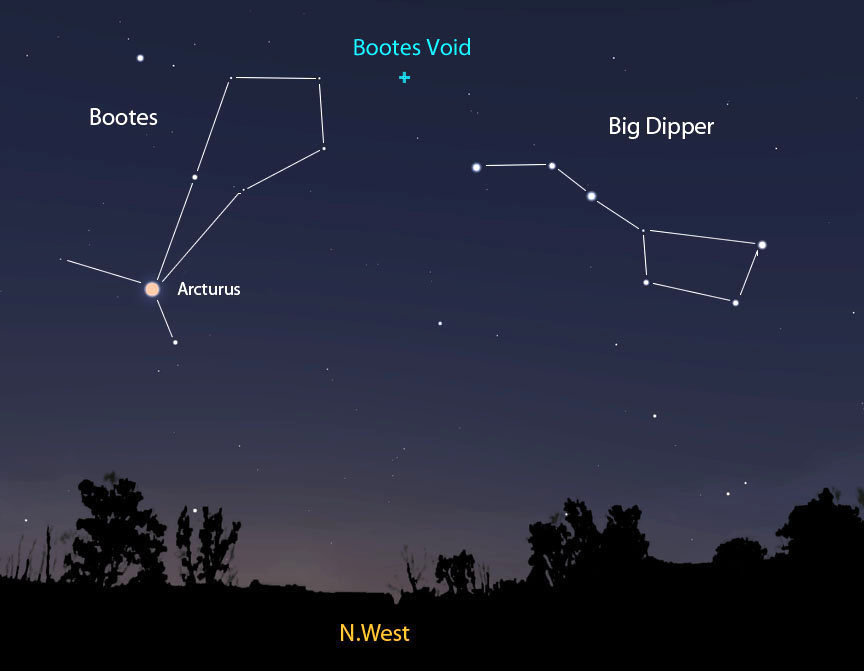 Bootes Void
Bootes
Big Dipper
Arcturus
N.West